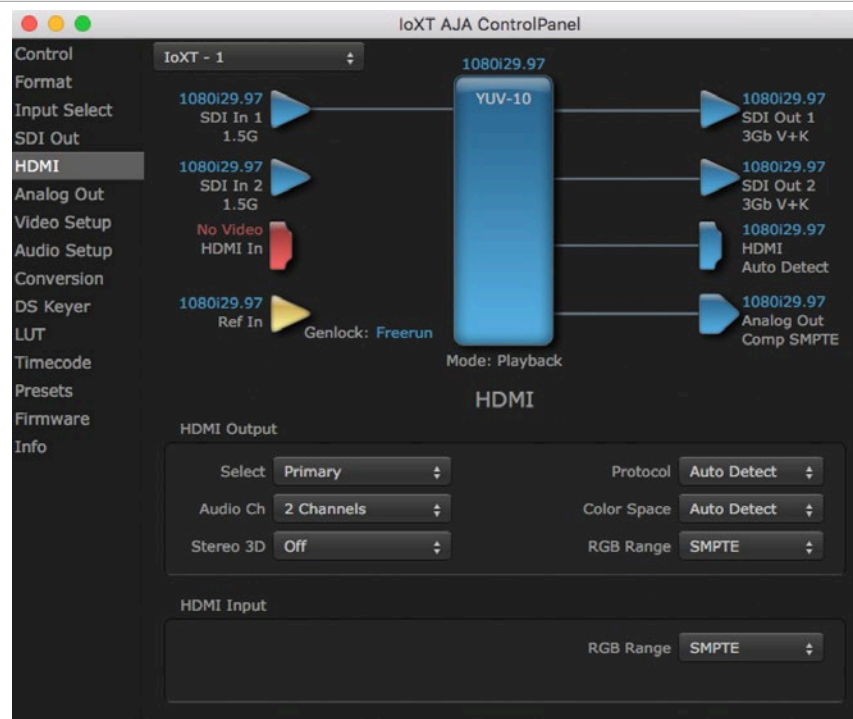 IoXT AJA ControlPanel
Control
Format
Input Select
SDI Out
HDMI
Analog Out
Video Setup
Audio Setup
Conversion
DS Keyer
LUT
Timecode
Presets
Firmware
Info
IoXT - 1
1080i29.97
YUV-10
1080i29.97
SDI In 1
1.5G
1080i29.97
SDI In 2
1.5G
No Video
HDMI In
1080i29.97
Ref In
Genlock: Freerun
Mode: Playback
1080i29.97
SDI Out 1
3Gb V+K
1080i29.97
SDI Out 2
3Gb V+K
1080i29.97
HDMI
Auto Detect
1080i29.97
Analog Out
Comp SMPTE
HDMI
HDMI Output
Select Primary Protocol Auto Detect
Audio Ch 2 Channels Color Space Auto Detect
Stereo 3D Off RGB Range SMPTE
HDMI Input
RGB Range SMPTE